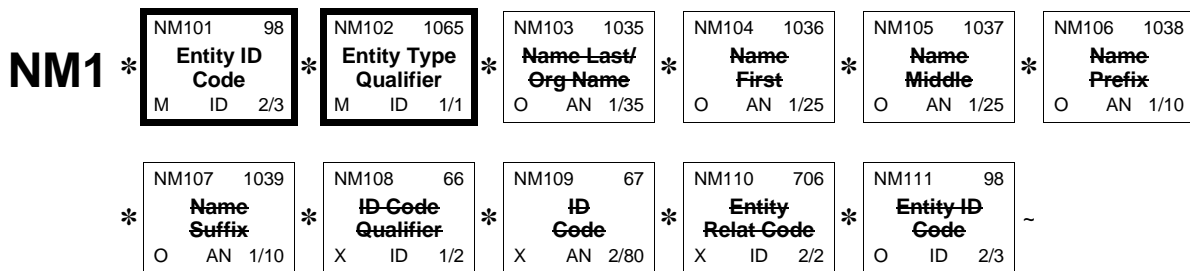 NM101 98 NM102 1065 NM103 1035 NM104 1036 NM105 1037 NM106 1038
NM1 * Entity ID Code * Entity Type Qualifier * Name Last/ Org Name * Name First * Name Middle * Name Prefix
M ID 2/3 M ID 1/1 O AN 1/35 O AN 1/25 O AN 1/25 O AN 1/10
NM107 1039 NM108 66 NM109 67 NM110 706 NM111 98
* Name Suffix * ID Code Qualifier * ID Code * Entity Relat Code * Entity ID Code ~
O AN 1/10 X ID 1/2 X AN 2/80 X ID 2/2 O ID 2/3